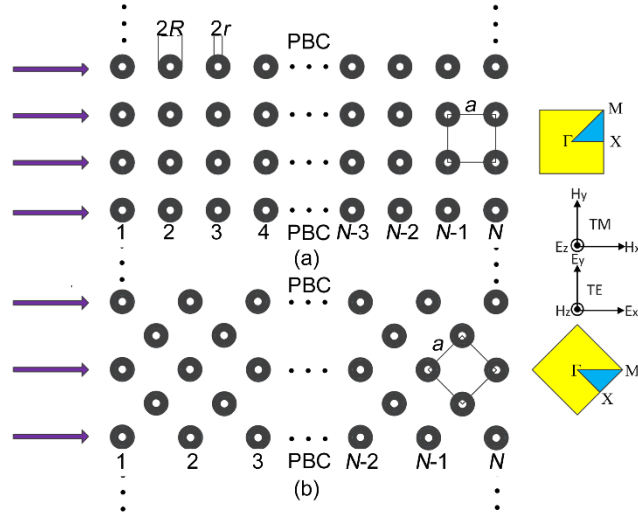 2R 2r PBC
a
M
Γ X
1 2 3 4 PBC N-3 N-2 N-1 N
(a)
Hy
TM
Ez Hx
Ey
TE
Hz Ex
PBC
a
Γ M
X
1 2 3 PBC N-2 N-1 N
(b)